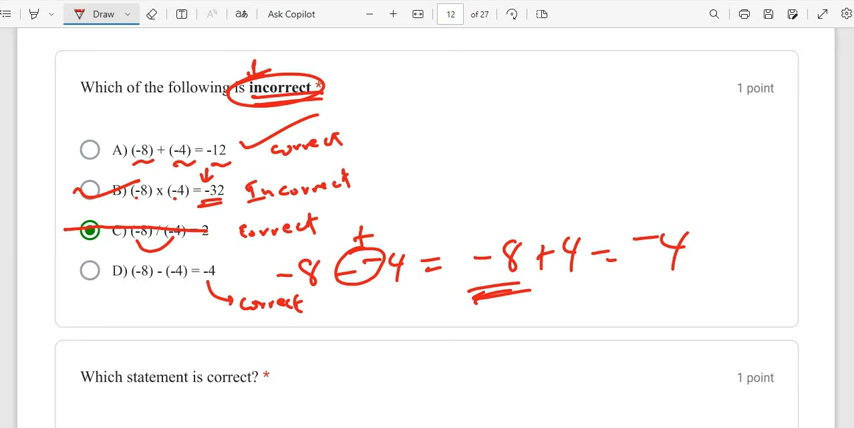 Draw
Ask Copilot
12 of 27
Which of the following is incorrect *
1 point
A) (-8) + (-4) = -12 correct
B) (-8) x (-4) = -32 Incorrect
C) (-8) / (-4) = 2 correct
D) (-8) - (-4) = -4
-8 - -4 = -8 + 4 = -4
+
correct
Which statement is correct? *
1 point